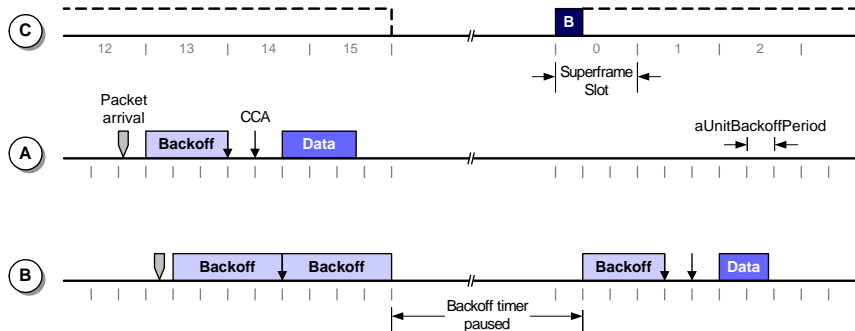 C
B
12 13 14 15 0 1 2
Superframe
Slot
Packet
arrival
CCA
aUnitBackoffPeriod
A
Backoff
Data
B
Backoff
Backoff
Backoff
Data
Backoff timer
paused